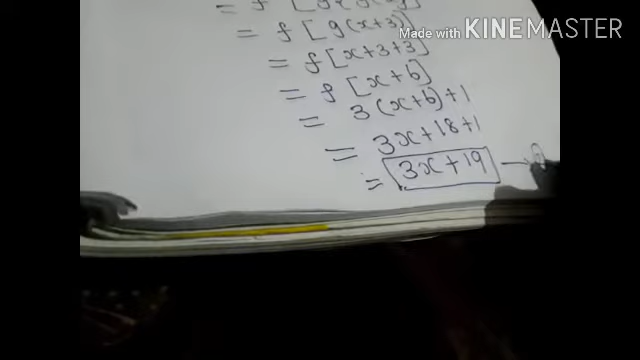 = f [g(x+3)]
Made with KINEMASTER
= f [x+3+3]
= f [x+6]
= 3(x+6)+1
= 3x+18+1
= 3x+19